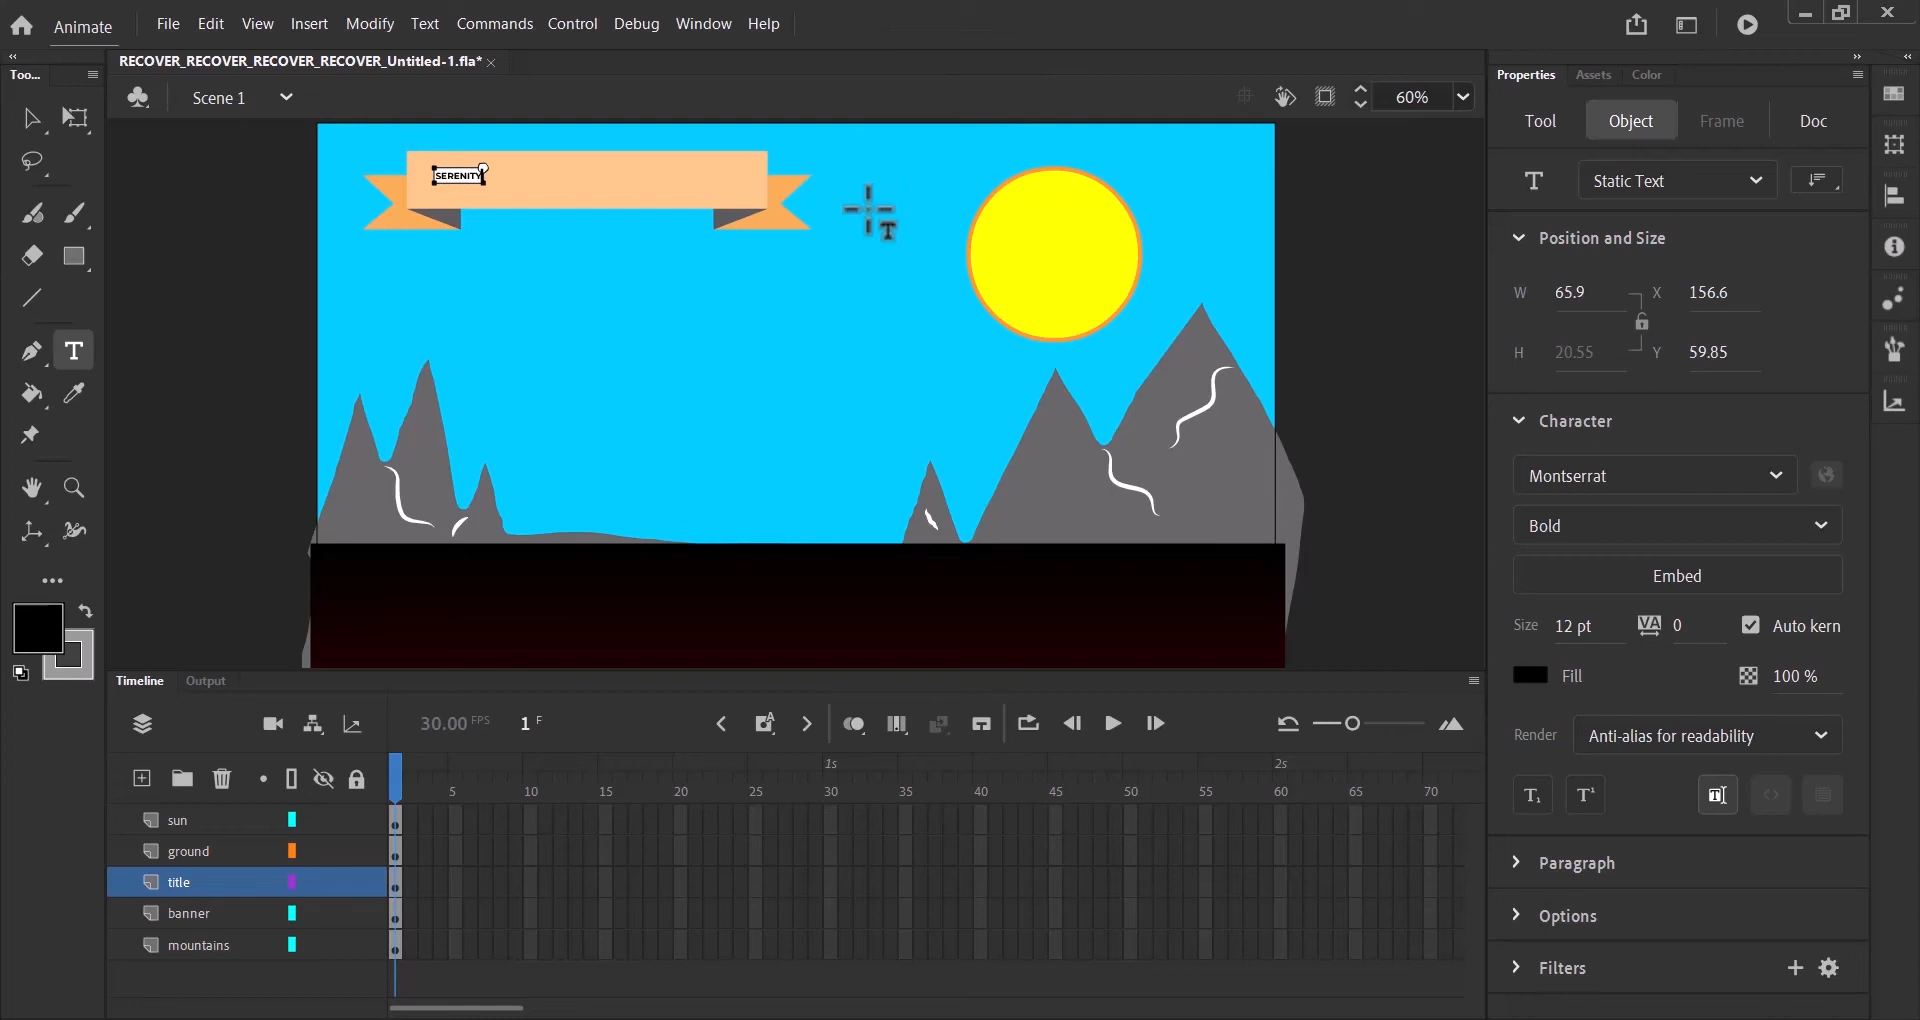 Animate File Edit View Insert Modify Text Commands Control Debug Window Help
Too...
RECOVER_RECOVER_RECOVER_RECOVER_Untitled-1.fla*
Properties Assets Color
Scene 1
60%
Tool Object Frame Doc
SERENITY
Static Text
Position and Size
W 65.9 X 156.6
H 20.55 Y 59.85
Character
Montserrat
Bold
Embed
Size 12 pt VA 0 Auto kern
Fill 100 %
Render Anti-alias for readability
Paragraph
Options
Filters
Timeline Output
30.00 FPS 1 F
1s 2s
5 10 15 20 25 30 35 40 45 50 55 60 65 70
sun
ground
title
banner
mountains